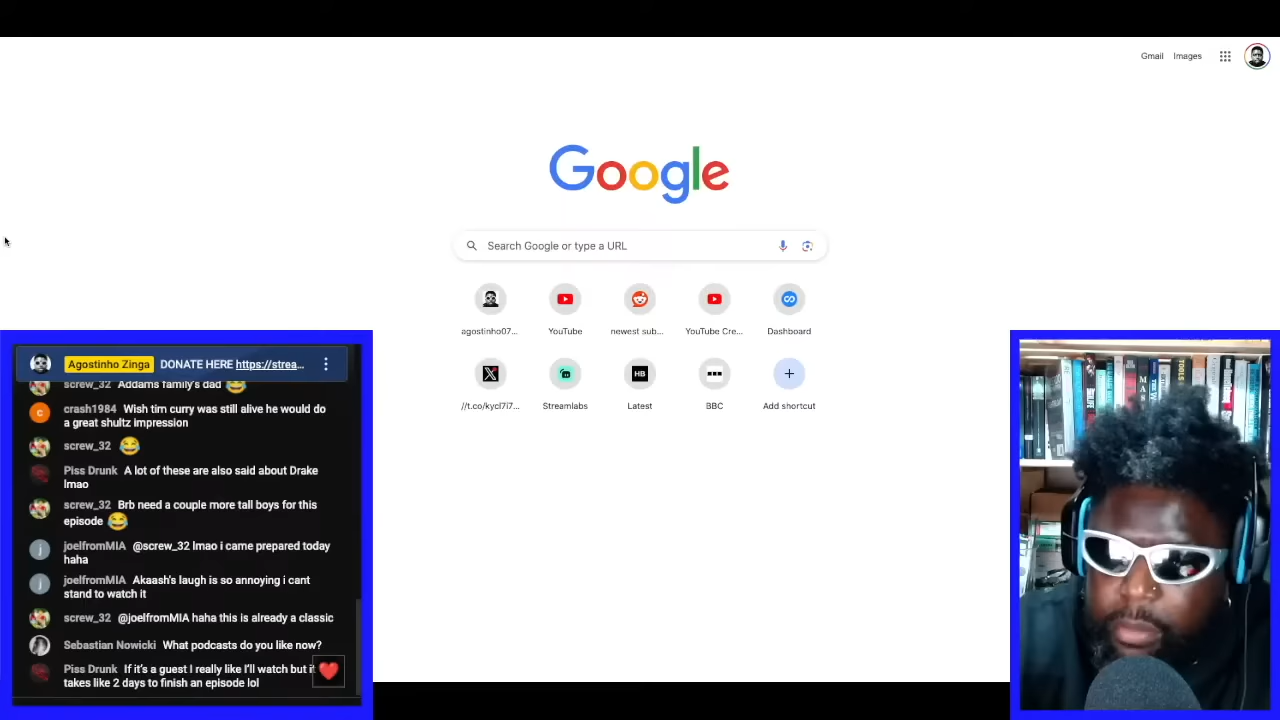 Gmail Images
Google
Search Google or type a URL
agostinho07... YouTube newest sub... YouTube Cre... Dashboard
//t.co/kycl7i7... Streamlabs Latest BBC Add shortcut
HB
Agostinho Zinga DONATE HERE https://strea...
screw_32 Addams family's dad 😂
crash1984 Wish tim curry was still alive he would do
a great shultz impression
screw_32 😂
Piss Drunk A lot of these are also said about Drake
lmao
screw_32 Brb need a couple more tall boys for this
episode 😂
joelfromMIA @screw_32 lmao i came prepared today
haha
joelfromMIA Akaash's laugh is so annoying i cant
stand to watch it
screw_32 @joelfromMIA haha this is already a classic
Sebastian Nowicki What podcasts do you like now?
Piss Drunk If it's a guest I really like I'll watch but
takes like 2 days to finish an episode lol